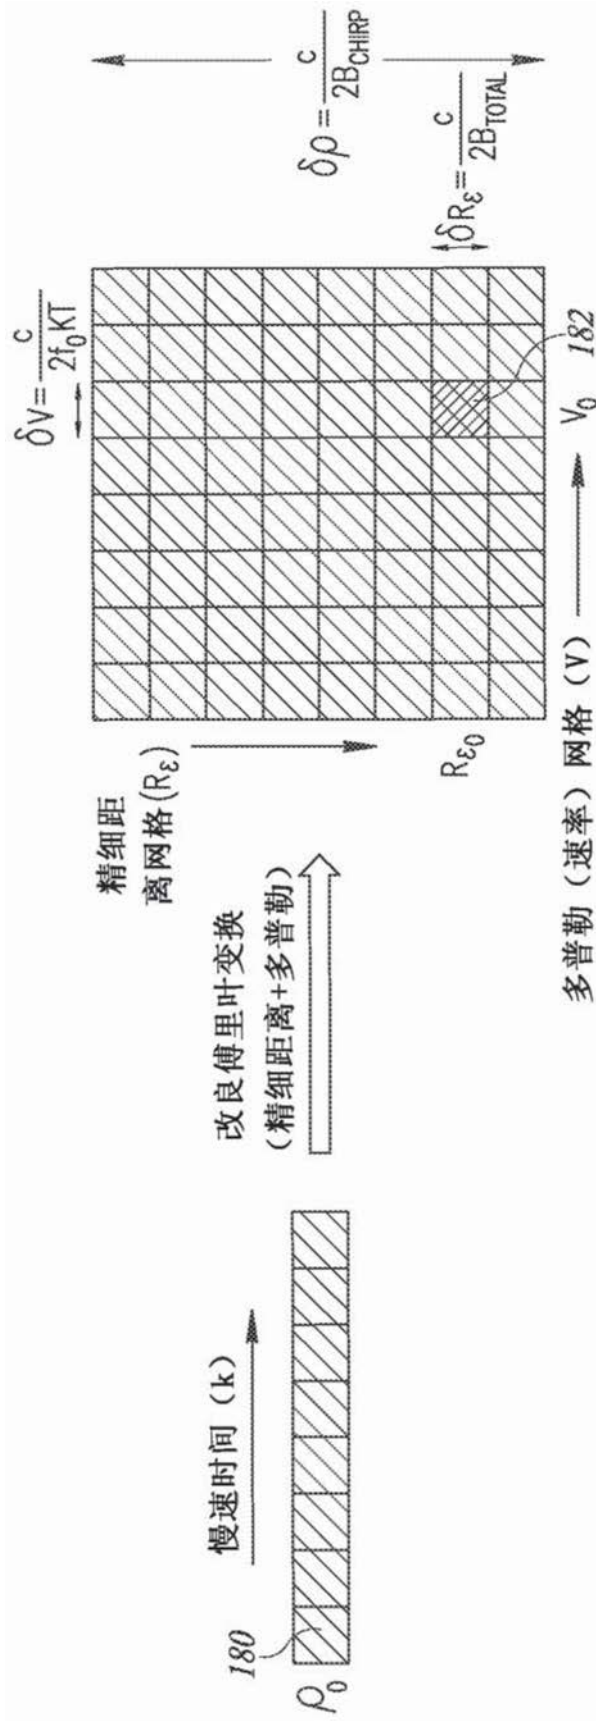 慢速时间 (k)
180
ρ₀
改良傅里叶变换
(精细距离+多普勒)
精细距
离网格(Rε)
δV = c / 2f₀KT
δρ = c / 2B_CHIRP
δRε = c / 2B_TOTAL
Rε₀
182
V₀
多普勒 (速率) 网格 (V)